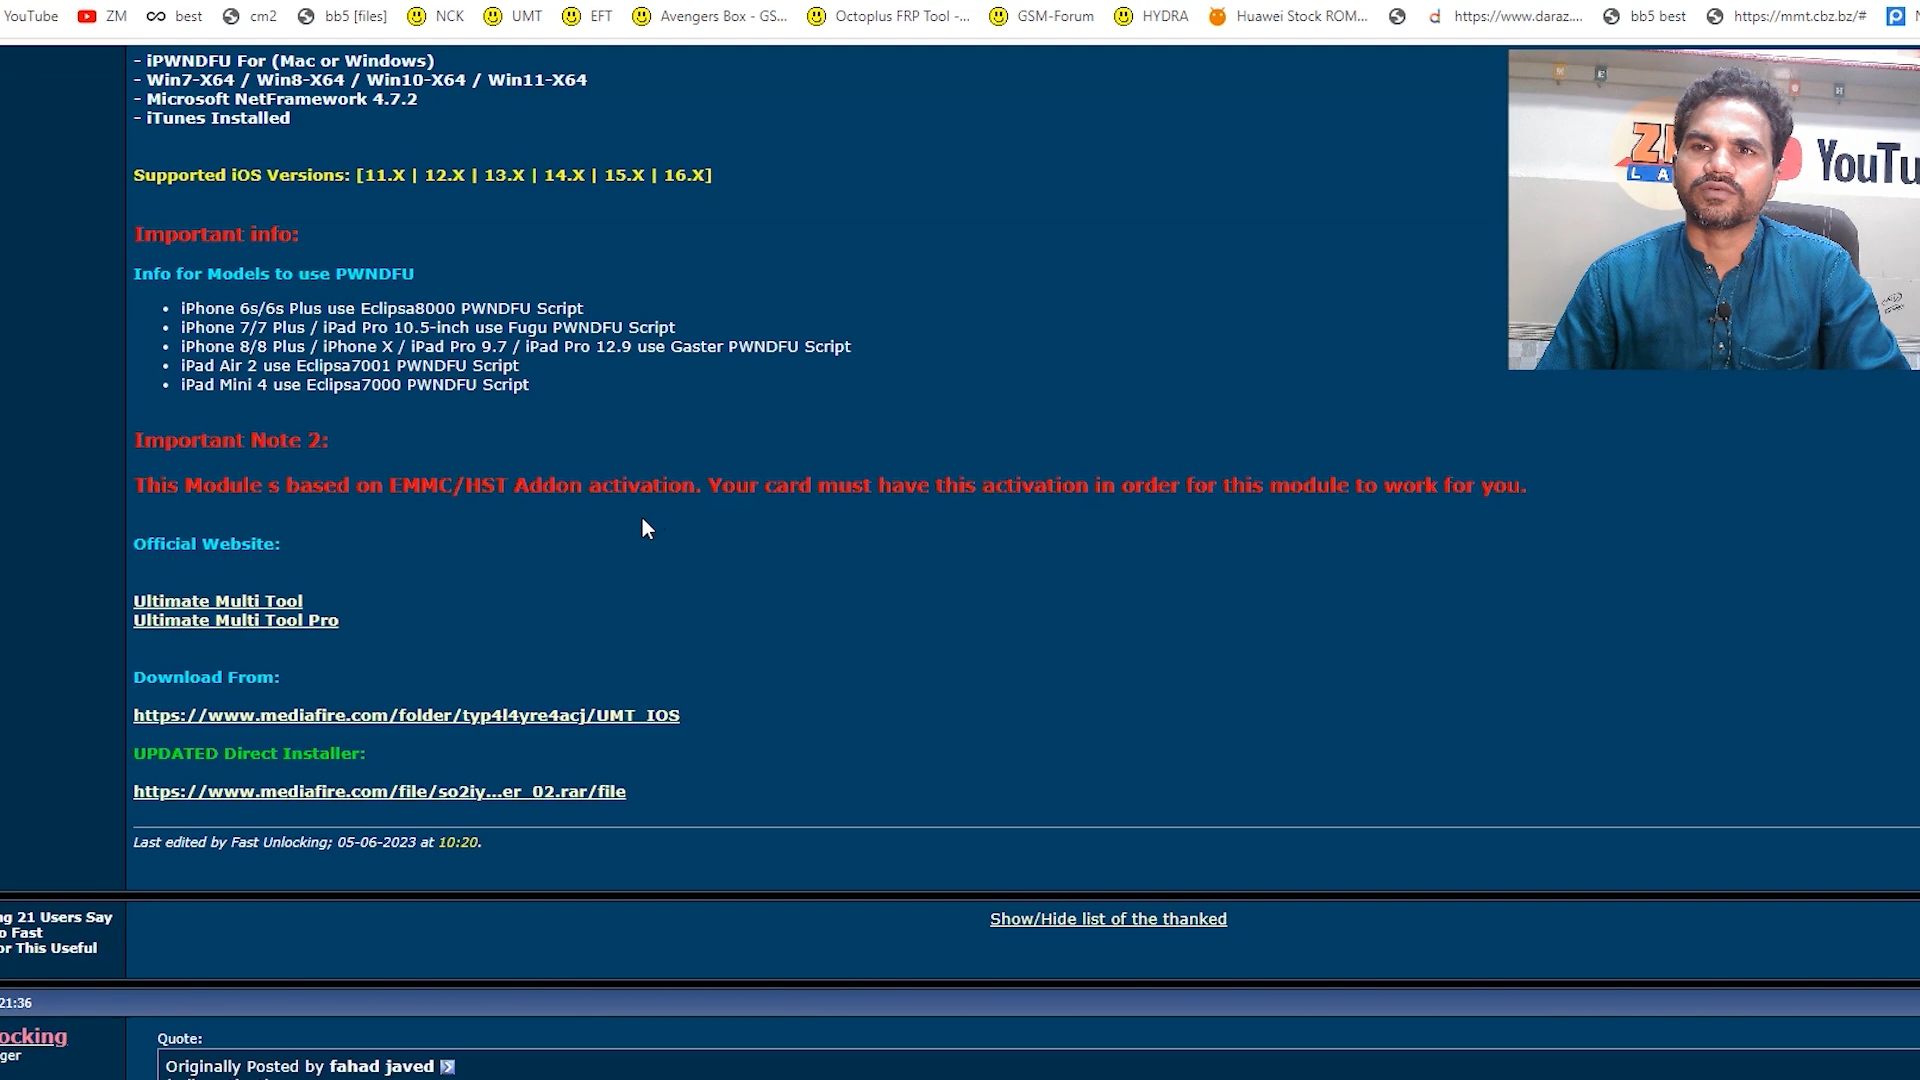 YouTube ZM best cm2 bb5 [files] NCK UMT EFT Avengers Box - GS... Octoplus FRP Tool -... GSM-Forum HYDRA Huawei Stock ROM... https://www.daraz.... bb5 best https://mmt.cbz.bz/#
- iPWNDFU For (Mac or Windows)
- Win7-X64 / Win8-X64 / Win10-X64 / Win11-X64
- Microsoft NetFramework 4.7.2
- iTunes Installed
Supported iOS Versions: [11.X | 12.X | 13.X | 14.X | 15.X | 16.X]
YouTu
LA
Important info:
Info for Models to use PWNDFU
• iPhone 6s/6s Plus use Eclipsa8000 PWNDFU Script
• iPhone 7/7 Plus / iPad Pro 10.5-inch use Fugu PWNDFU Script
• iPhone 8/8 Plus / iPhone X / iPad Pro 9.7 / iPad Pro 12.9 use Gaster PWNDFU Script
• iPad Air 2 use Eclipsa7001 PWNDFU Script
• iPad Mini 4 use Eclipsa7000 PWNDFU Script
Important Note 2:
This Module s based on EMMC/HST Addon activation. Your card must have this activation in order for this module to work for you.
Official Website:
Ultimate Multi Tool
Ultimate Multi Tool Pro
Download From:
https://www.mediafire.com/folder/typ4l4yre4acj/UMT_IOS
UPDATED Direct Installer:
https://www.mediafire.com/file/so2iy...er_02.rar/file
Last edited by Fast Unlocking; 05-06-2023 at 10:20.
ng 21 Users Say
o Fast
or This Useful
Show/Hide list of the thanked
21:36
ocking
ger
Quote:
Originally Posted by fahad javed